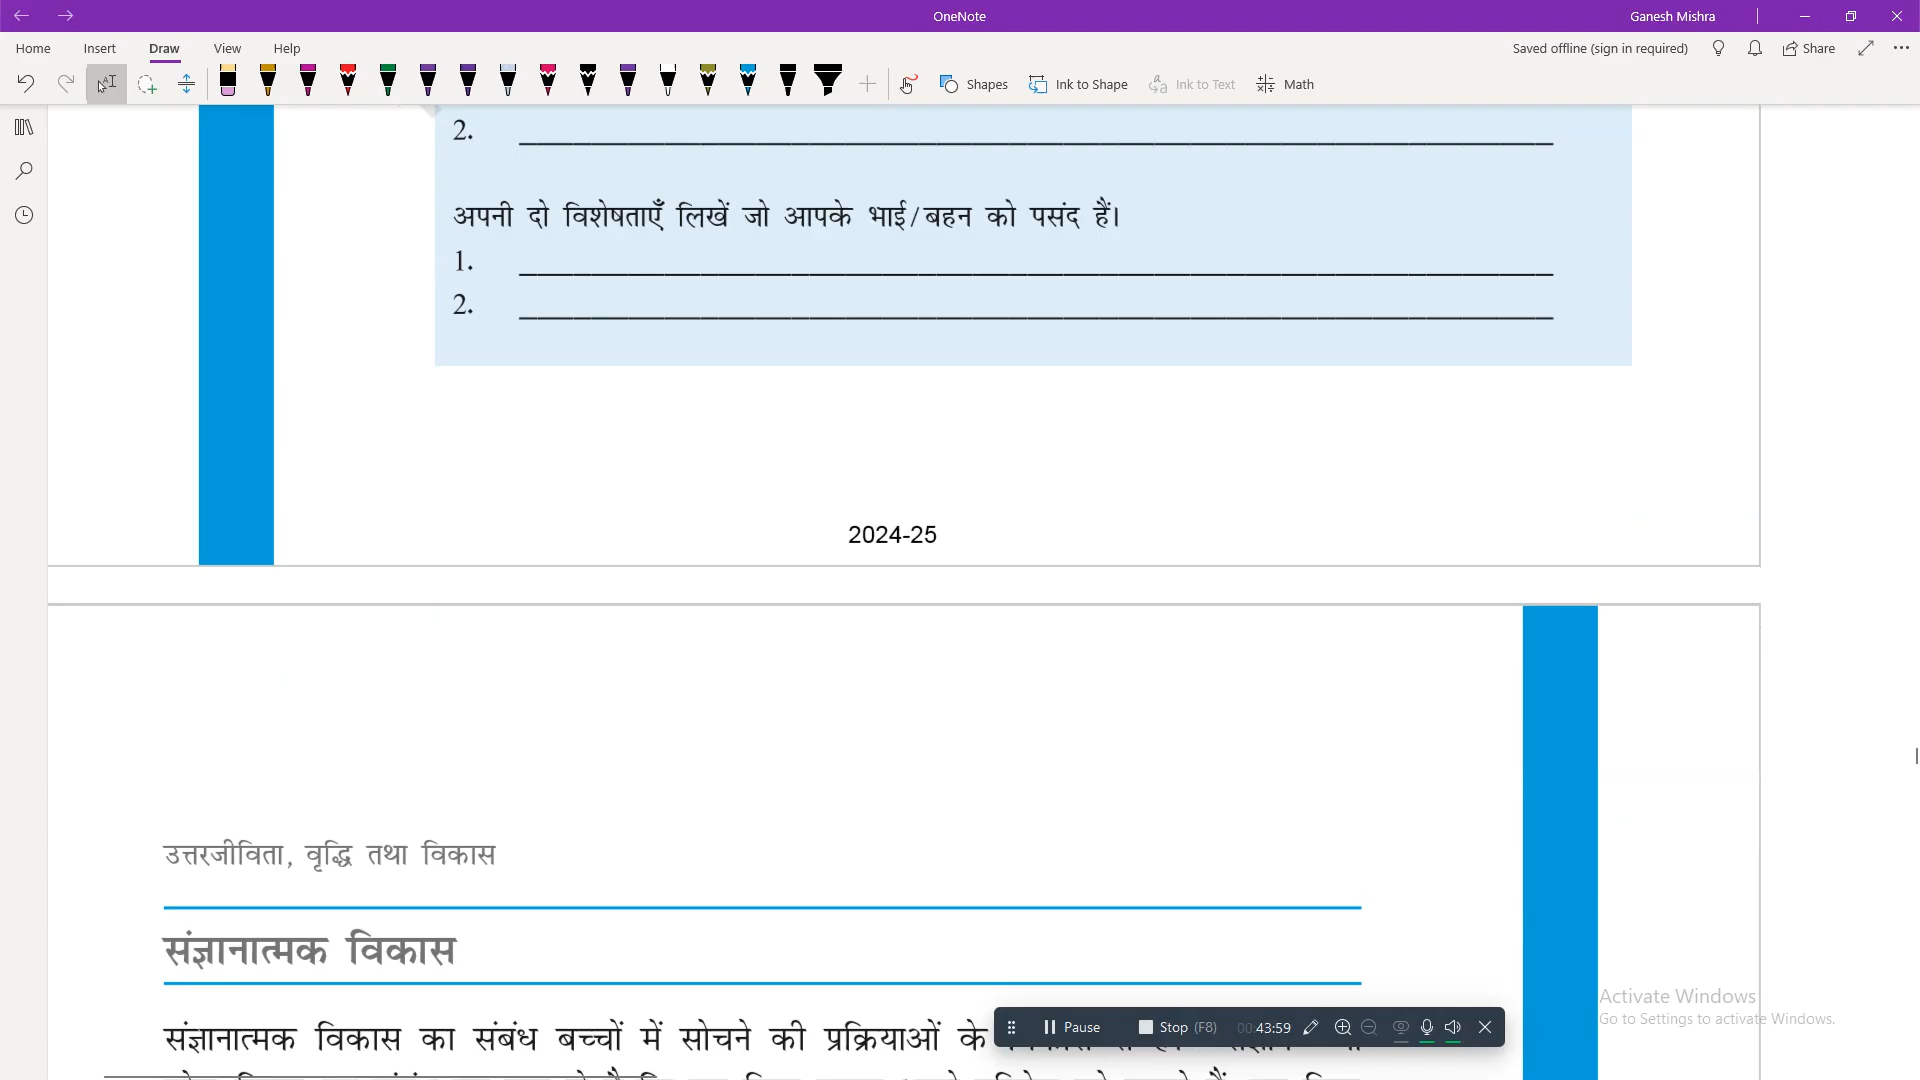 OneNote
Ganesh Mishra
Home Insert Draw View Help
Saved offline (sign in required)
Share
Shapes
Ink to Shape
Ink to Text
Math
2.
अपनी दो विशेषताएँ लिखें जो आपके भाई/बहन को पसंद हैं।
1.
2.
2024-25
उत्तरजीविता, वृद्धि तथा विकास
संज्ञानात्मक विकास
संज्ञानात्मक विकास का संबंध बच्चों में सोचने की प्रक्रियाओं के
Pause Stop (F8) 00:43:59
Activate Windows
Go to Settings to activate Windows.